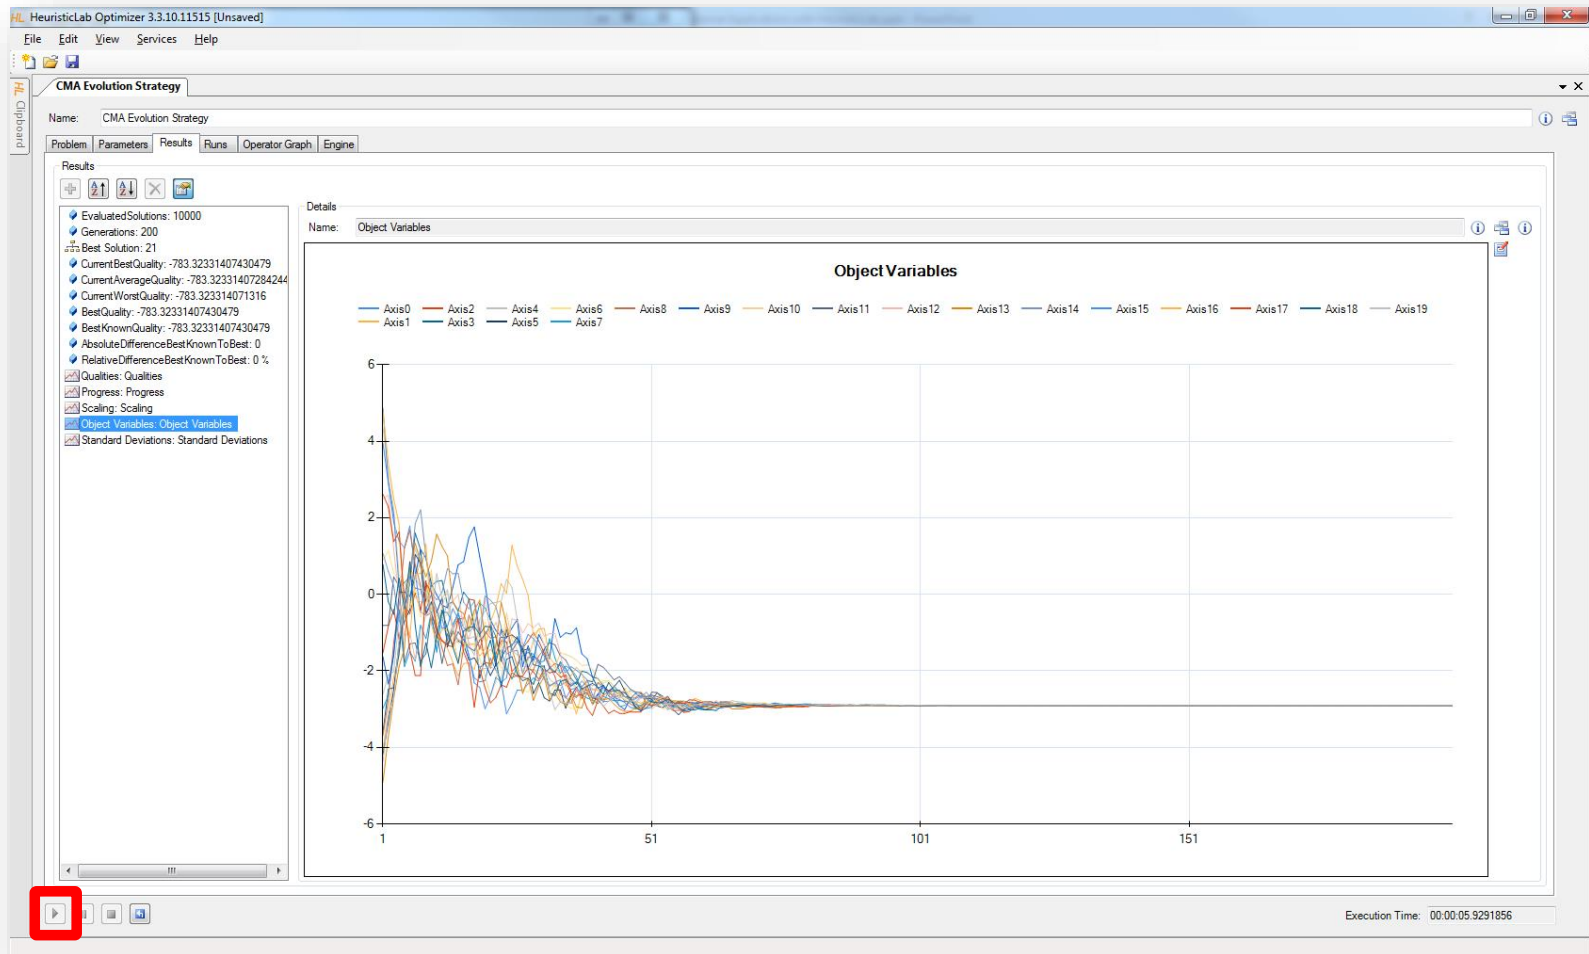 HL HeuristicLab Optimizer 3.3.10.11515 [Unsaved]
File Edit View Services Help
HL Clipboard
CMA Evolution Strategy
Name: CMA Evolution Strategy
Problem Parameters Results Runs Operator Graph Engine
Results
EvaluatedSolutions: 10000
Generations: 200
Best Solution: 21
CurrentBestQuality: -783.32331407430479
CurrentAverageQuality: -783.32331407284244
CurrentWorstQuality: -783.323314071316
BestQuality: -783.32331407430479
BestKnownQuality: -783.32331407430479
AbsoluteDifferenceBestKnownToBest: 0
RelativeDifferenceBestKnownToBest: 0 %
Qualities: Qualities
Progress: Progress
Scaling: Scaling
Object Variables: Object Variables
Standard Deviations: Standard Deviations
Details
Name: Object Variables
Object Variables
Axis0 Axis2 Axis4 Axis6 Axis8 Axis9 Axis10 Axis11 Axis12 Axis13 Axis14 Axis15 Axis16 Axis17 Axis18 Axis19
Axis1 Axis3 Axis5 Axis7
6
4
2
0
-2
-4
-6
1 51 101 151
Execution Time: 00:00:05.9291856